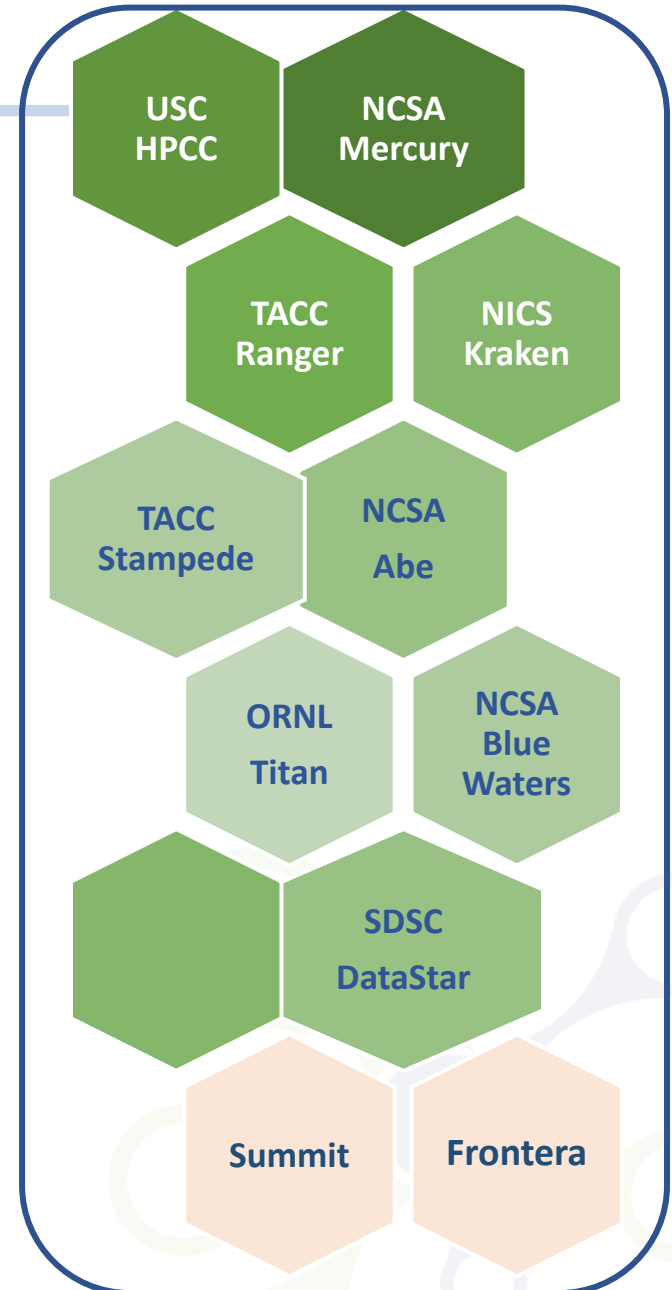 USC
HPCC
NCSA
Mercury
TACC
Ranger
NICS
Kraken
TACC
Stampede
NCSA
Abe
ORNL
Titan
NCSA
Blue
Waters
SDSC
DataStar
Summit
Frontera